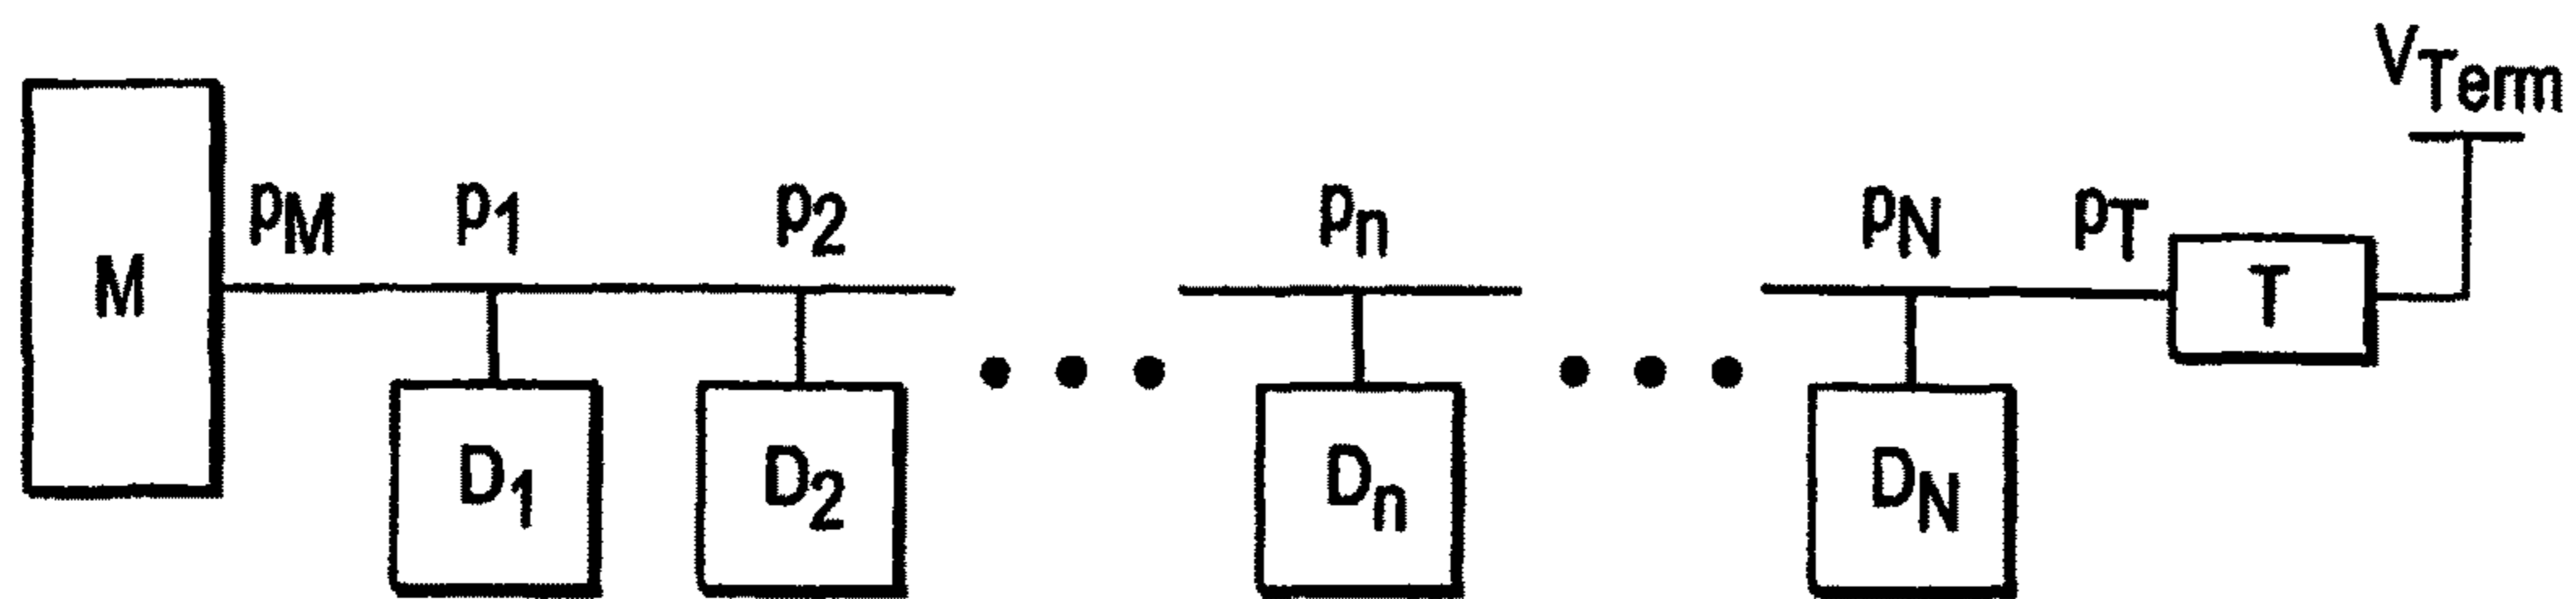 V_Term
p_M p_1 p_2 p_n p_N p_T
M T
D_1 D_2 D_n D_N